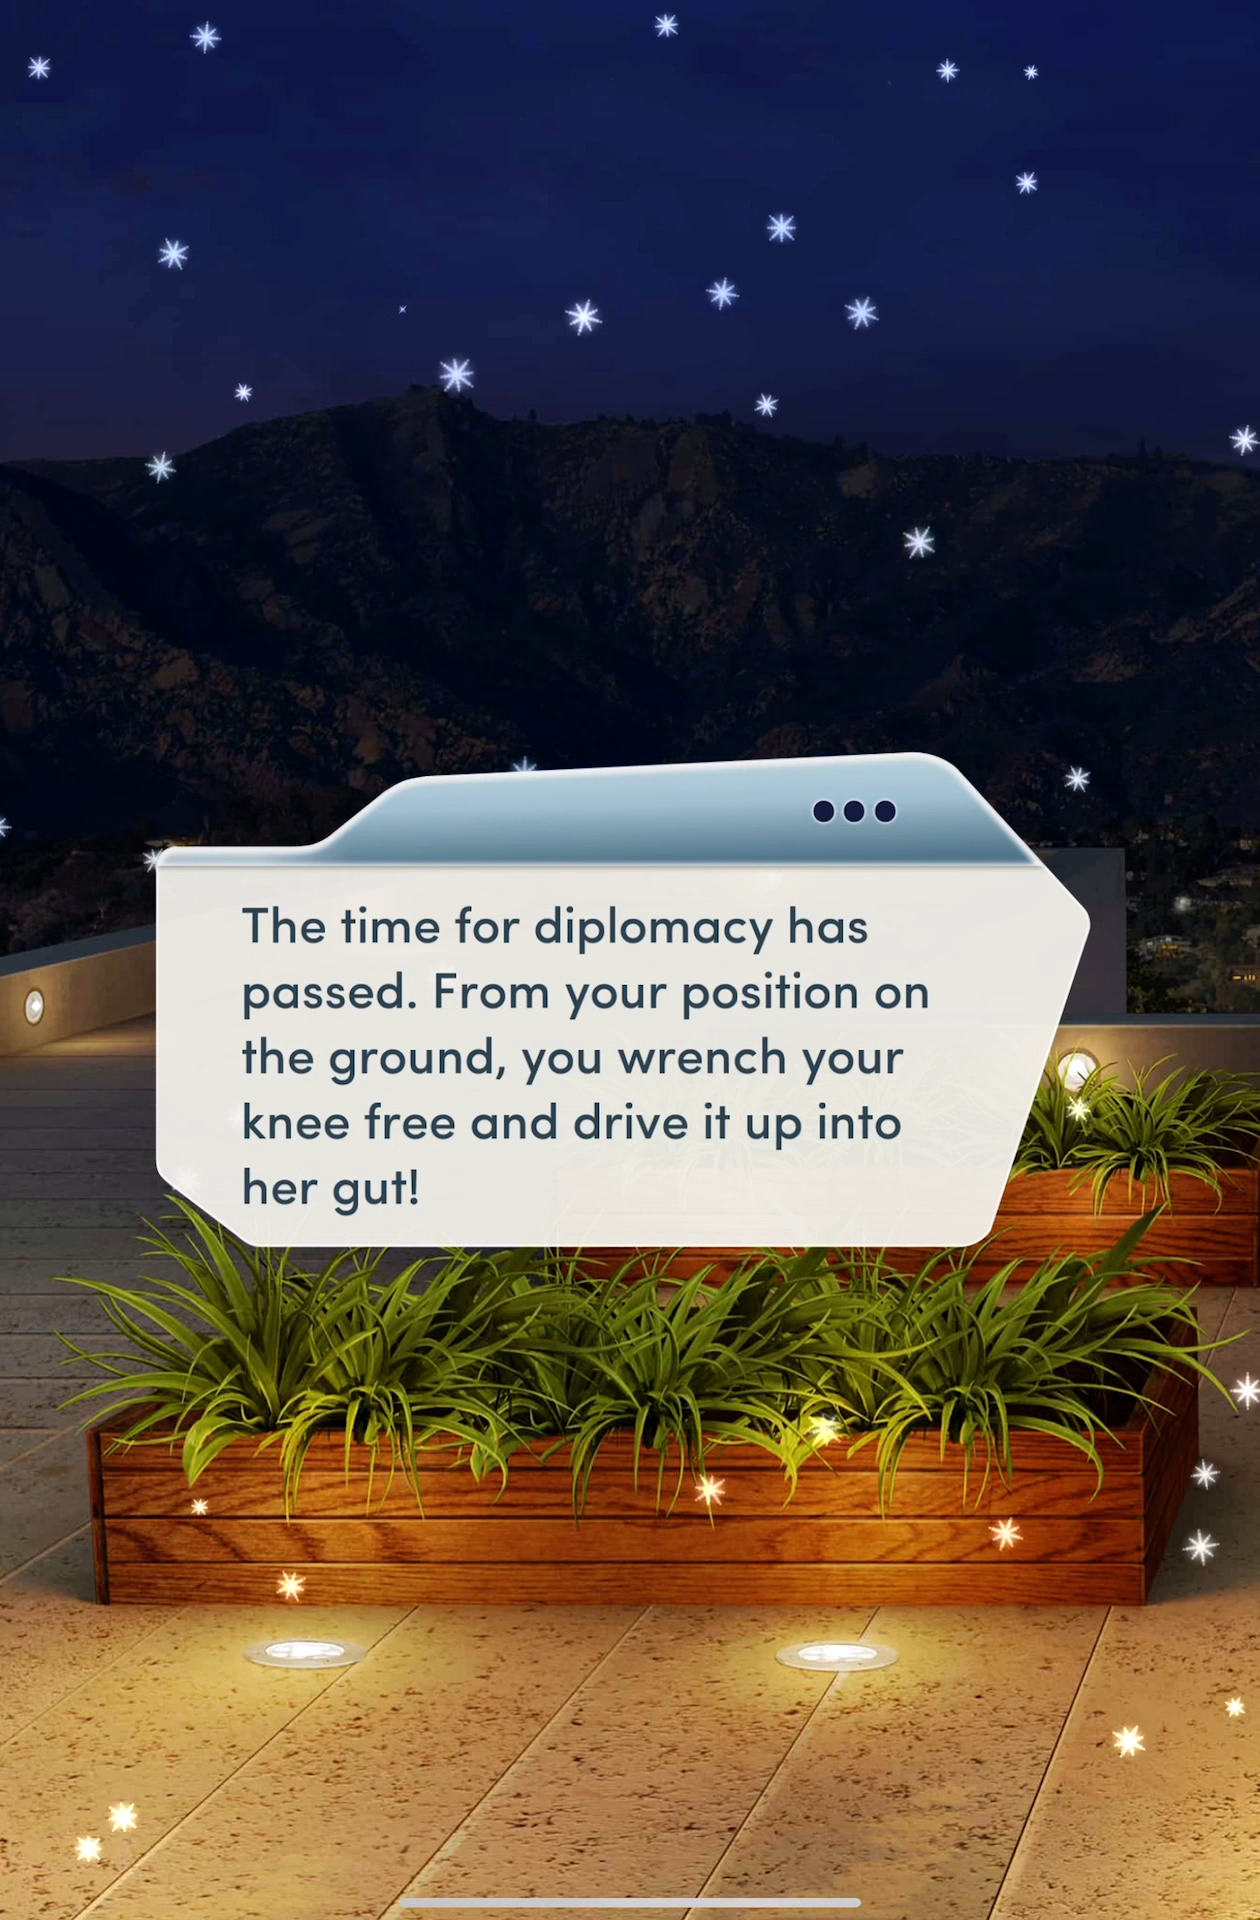 The time for diplomacy has
passed. From your position on
the ground, you wrench your
knee free and drive it up into
her gut!